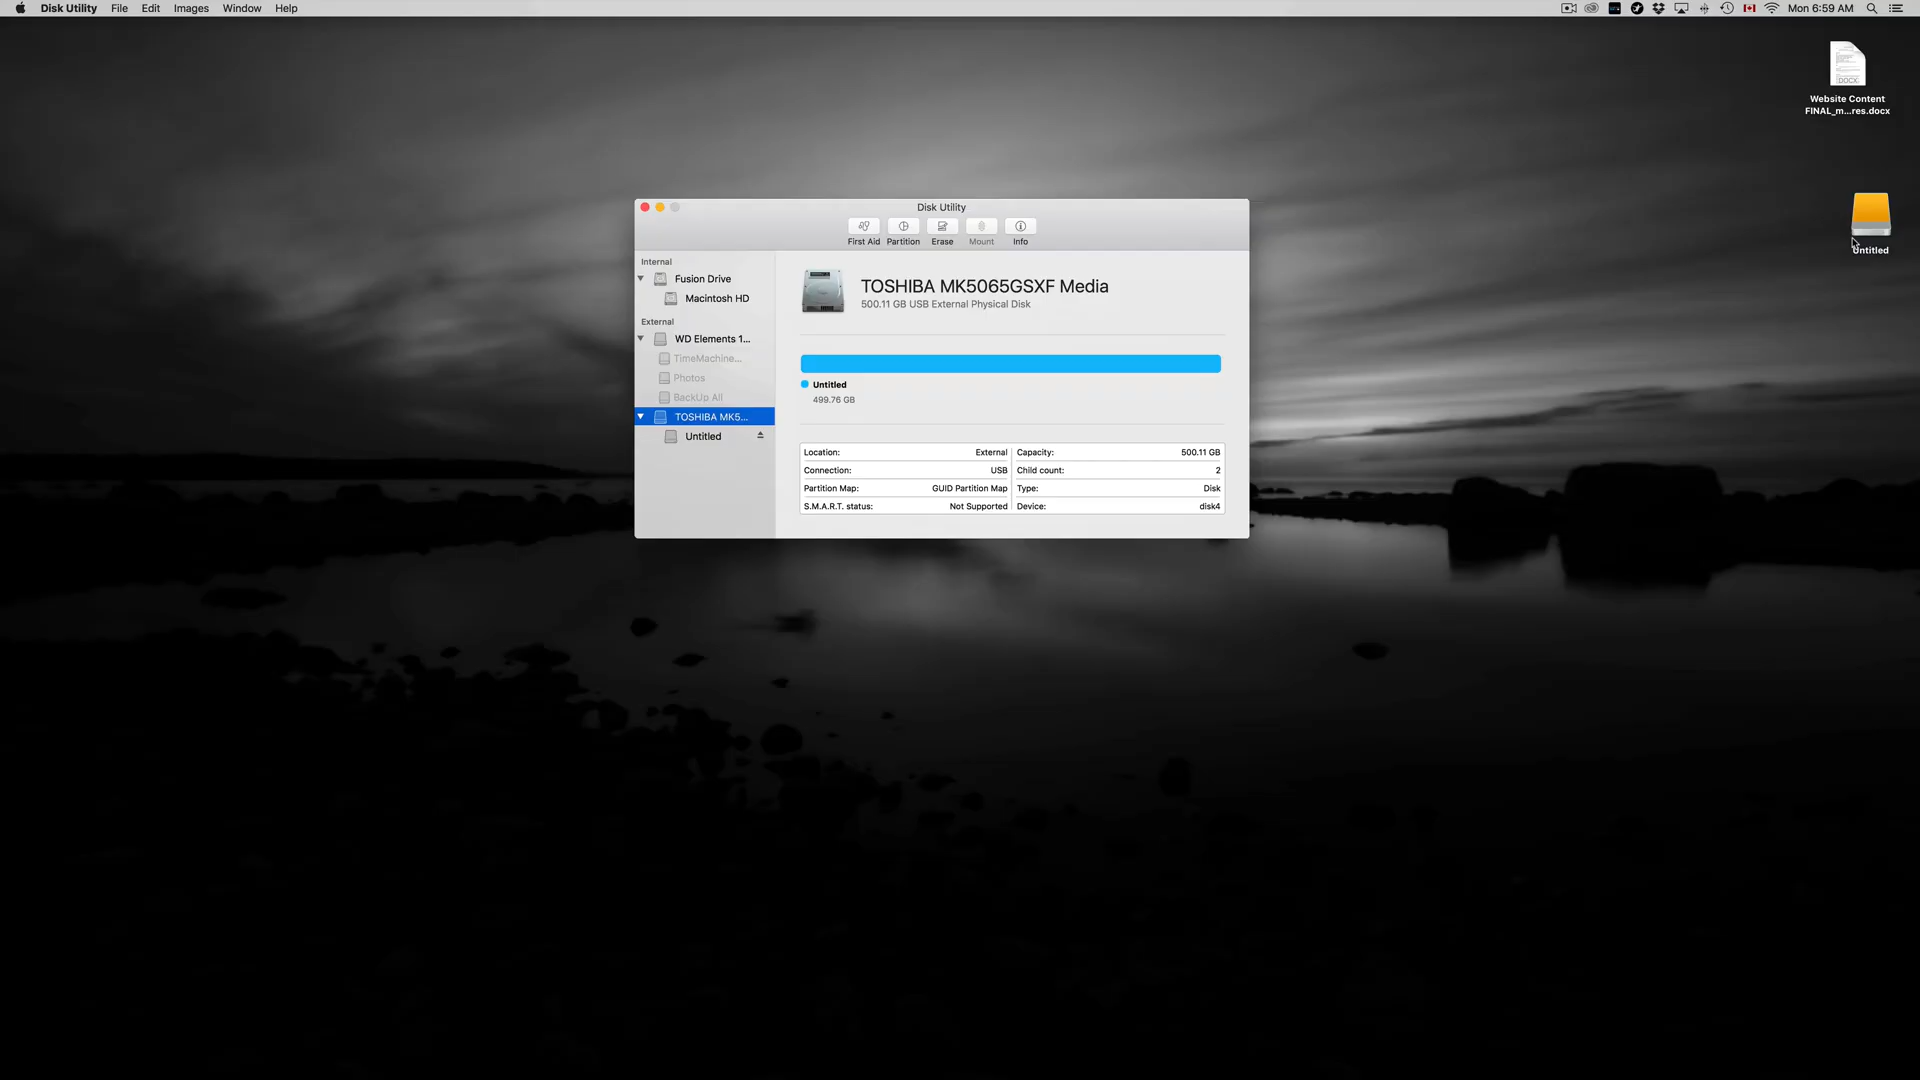 Disk Utility File Edit Images Window Help Mon 6:59 AM
DOCX
Website Content
FINAL_m...res.docx
Untitled
Disk Utility
First Aid Partition Erase Mount Info
Internal
Fusion Drive
Macintosh HD
External
WD Elements 1...
TimeMachine...
Photos
BackUp All
TOSHIBA MK5...
Untitled
TOSHIBA MK5065GSXF Media
500.11 GB USB External Physical Disk
Untitled
499.76 GB
Location: External Capacity: 500.11 GB
Connection: USB Child count: 2
Partition Map: GUID Partition Map Type: Disk
S.M.A.R.T. status: Not Supported Device: disk4